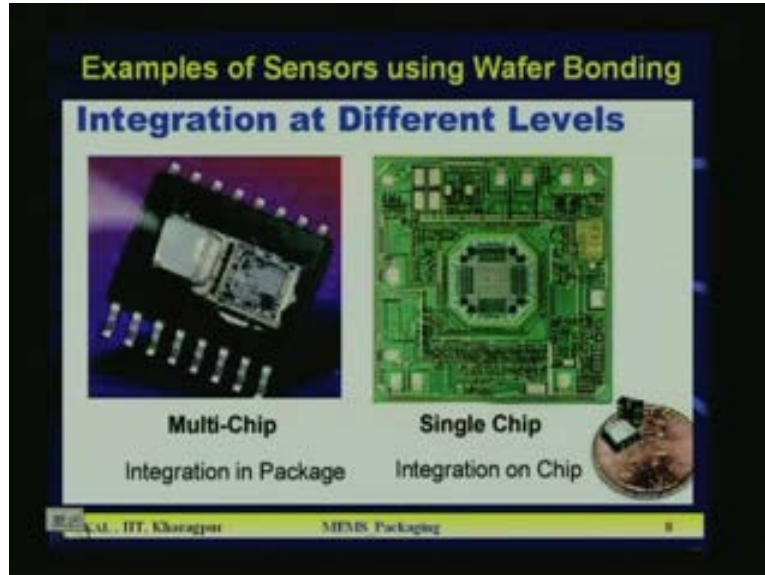 Examples of Sensors using Wafer Bonding
Integration at Different Levels
Multi-Chip
Single Chip
Integration in Package
Integration on Chip
IIT, Kharagpur
MEMS Packaging
8